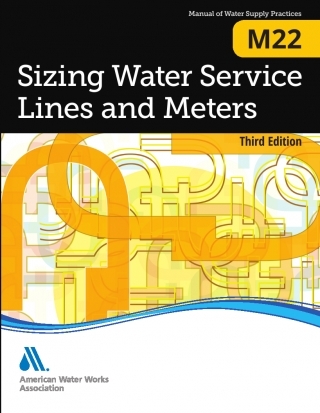 Manual of Water Supply Practices
M22
Sizing Water Service
Lines and Meters
Third Edition
American Water Works
Association